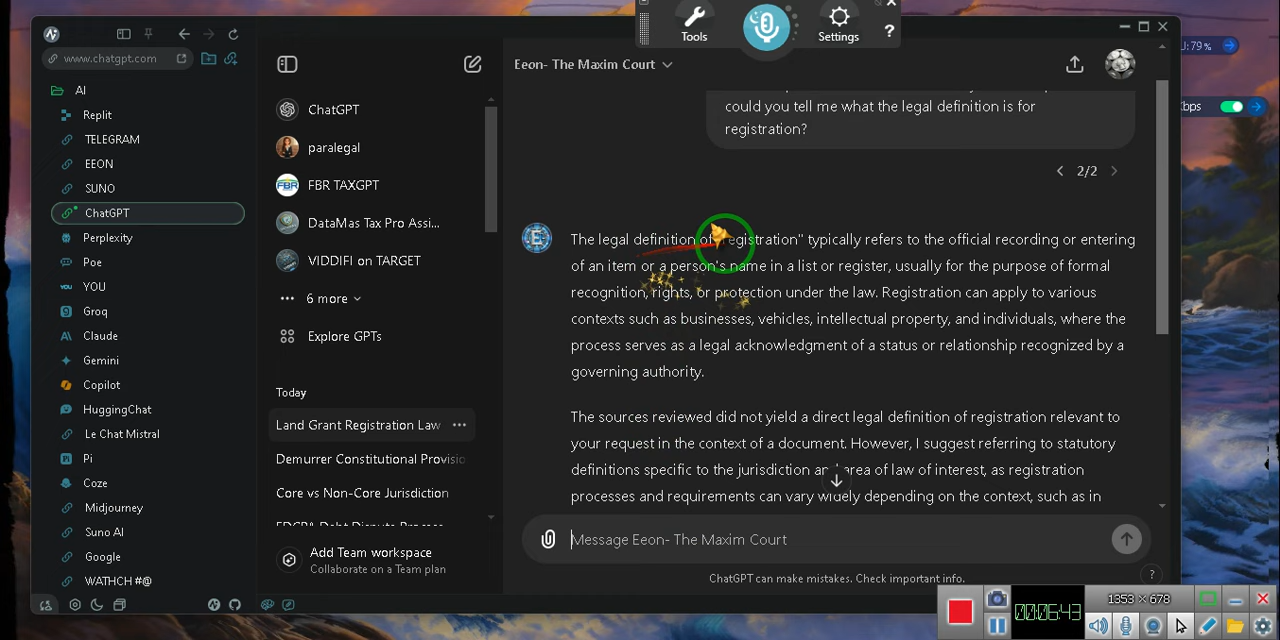 Tools
Settings
?
www.chatgpt.com
AI
Replit
TELEGRAM
EEON
SUNO
ChatGPT
Perplexity
Poe
YOU
YOU
Groq
Claude
Gemini
Copilot
HuggingChat
Le Chat Mistral
Pi
Coze
Midjourney
Suno AI
Google
WATHCH #@
ChatGPT
paralegal
FBR
FBR TAXGPT
DataMas Tax Pro Assi...
VIDDIFI on TARGET
6 more
Explore GPTs
Today
Land Grant Registration Law
Demurrer Constitutional Provisio
Core vs Non-Core Jurisdiction
Add Team workspace
Collaborate on a Team plan
Eeon- The Maxim Court
could you tell me what the legal definition is for
registration?
2/2
E
The legal definition of "registration" typically refers to the official recording or entering
of an item or a person's name in a list or register, usually for the purpose of formal
recognition, rights, or protection under the law. Registration can apply to various
contexts such as businesses, vehicles, intellectual property, and individuals, where the
process serves as a legal acknowledgment of a status or relationship recognized by a
governing authority.
The sources reviewed did not yield a direct legal definition of registration relevant to
your request in the context of a document. However, I suggest referring to statutory
definitions specific to the jurisdiction and area of law of interest, as registration
processes and requirements can vary widely depending on the context, such as in
Message Eeon- The Maxim Court
ChatGPT can make mistakes. Check important info.
?
79%
bps
1353 × 678
00:06:43